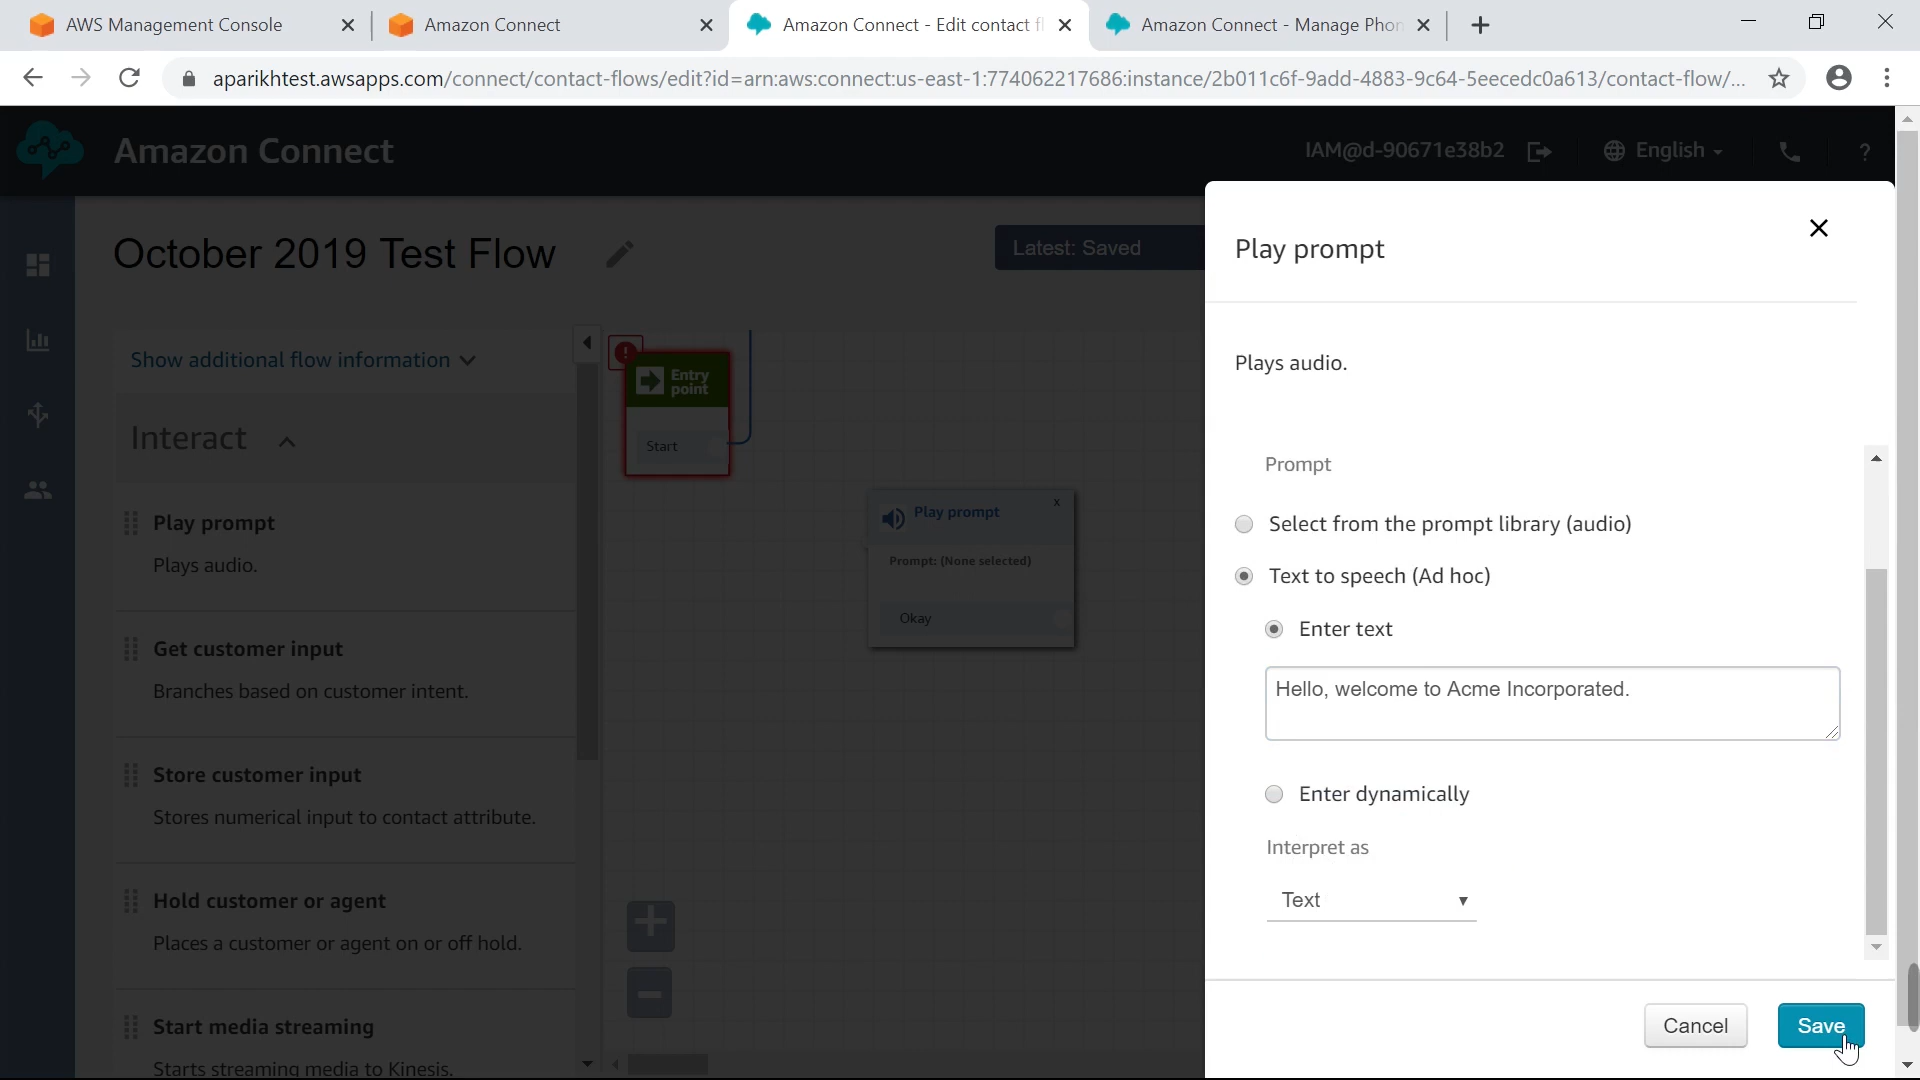 AWS Management Console
Amazon Connect
Amazon Connect - Edit contact fl
Amazon Connect - Manage Phon
aparikhtest.awsapps.com/connect/contact-flows/edit?id=arn:aws:connect:us-east-1:774062217686:instance/2b011c6f-9add-4883-9c64-5eecedc0a613/contact-flow/...
Amazon Connect
IAM@d-90671e38b2
English
?
October 2019 Test Flow
Latest: Saved
Show additional flow information
Interact
Play prompt
Plays audio.
Get customer input
Branches based on customer intent.
Store customer input
Stores numerical input to contact attribute.
Hold customer or agent
Places a customer or agent on or off hold.
Start media streaming
Starts streaming media to Kinesis.
Entry
point
Start
Play prompt
x
Prompt: (None selected)
Okay
Play prompt
Plays audio.
Prompt
Select from the prompt library (audio)
Text to speech (Ad hoc)
Enter text
Hello, welcome to Acme Incorporated.
Enter dynamically
Interpret as
Text
Cancel
Save